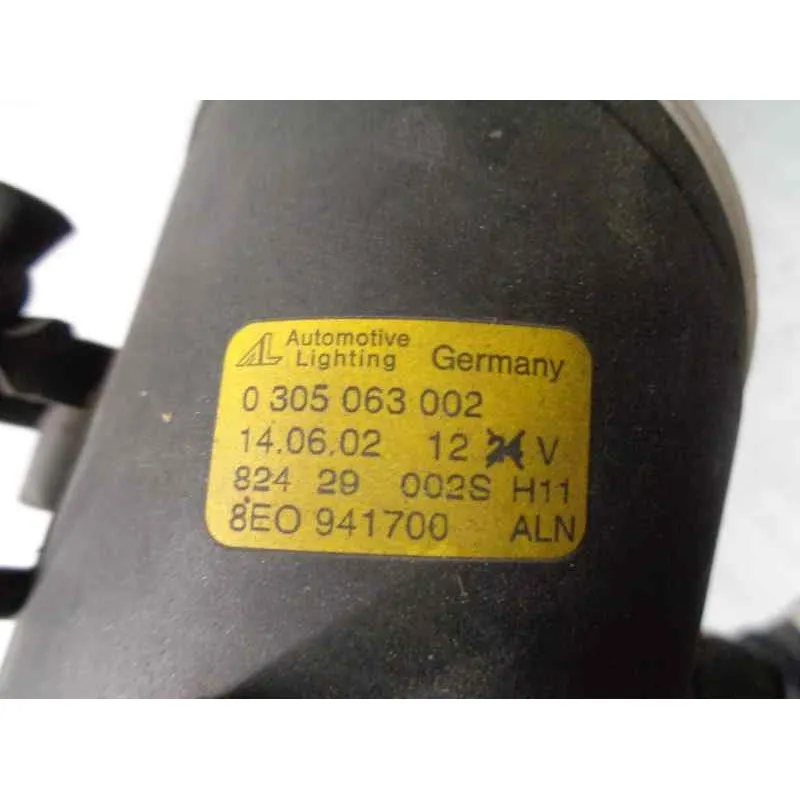 AL Automotive
Lighting Germany
0 305 063 002
14.06.02 12 24 V
824 29 002S H11
8EO 941700 ALN